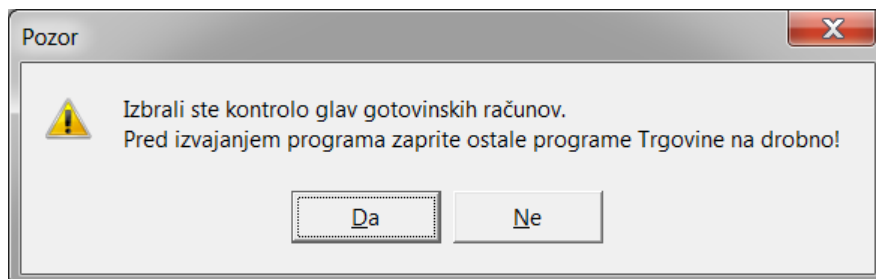 Pozor
Izbrali ste kontrolo glav gotovinskih računov.
Pred izvajanjem programa zaprite ostale programe Trgovine na drobno!
Da
Ne